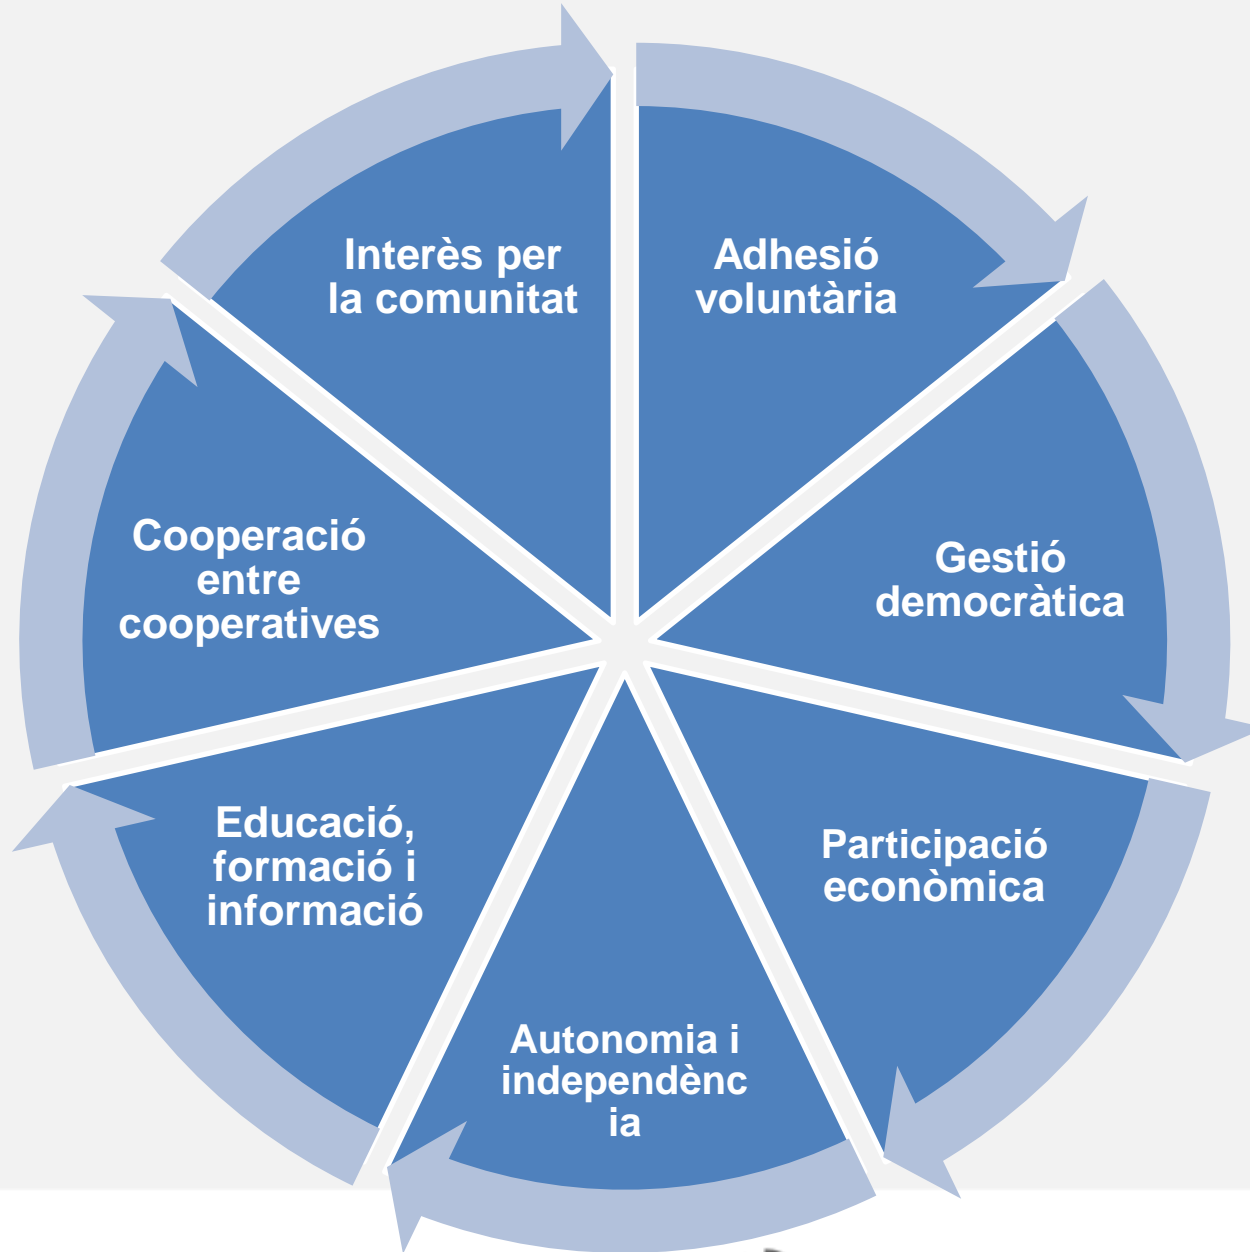 Interès per
la comunitat
Adhesió
voluntària
Cooperació
entre
cooperatives
Gestió
democràtica
Educació,
formació i
informació
Participació
econòmica
Autonomia i
independènc
ia